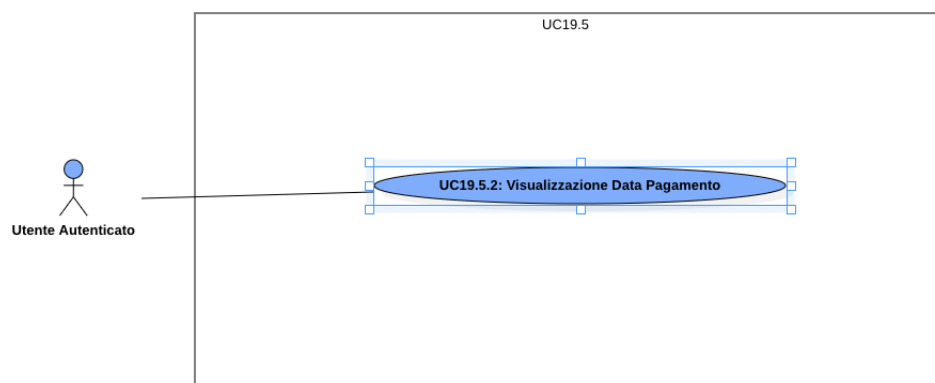 UC19.5
UC19.5.2: Visualizzazione Data Pagamento
Utente Autenticato